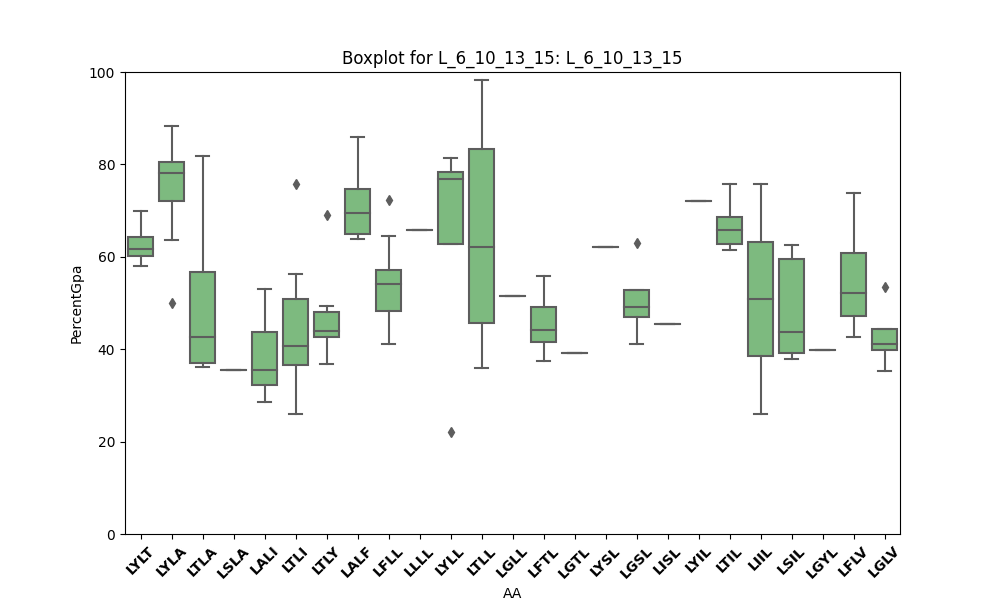 Boxplot for L_6_10_13_15: L_6_10_13_15
100
80
60
40
20
0
PercentGpa
LYLT LYLA LTLA LSLA LALI LTLI LTLY LALF LFLL LLLL LYLL LTLL LGLL LFTL LGTL LYSL LGSL LISL LYIL LTIL LIIL LSIL LGYL LFLV LGLV
AA